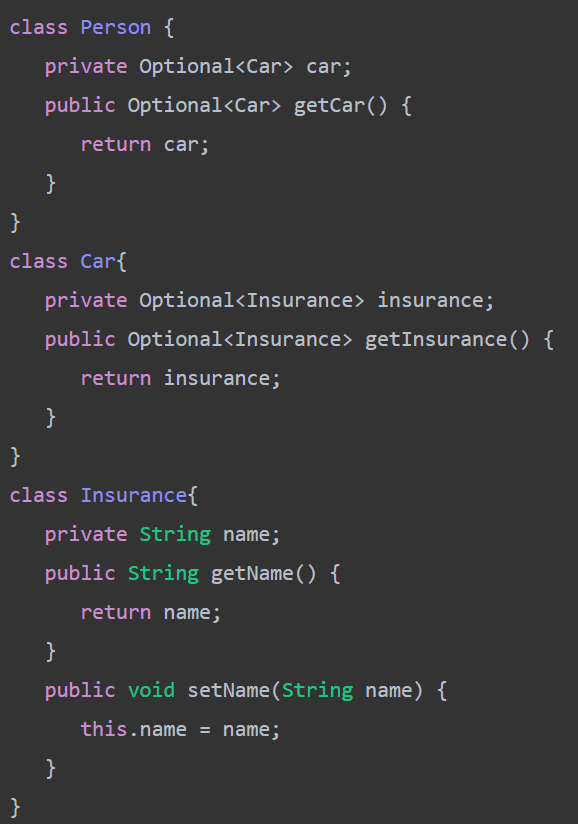 class Person {
   private Optional<Car> car;
   public Optional<Car> getCar() {
      return car;
   }
}
class Car{
   private Optional<Insurance> insurance;
   public Optional<Insurance> getInsurance() {
      return insurance;
   }
}
class Insurance{
   private String name;
   public String getName() {
      return name;
   }
   public void setName(String name) {
      this.name = name;
   }
}